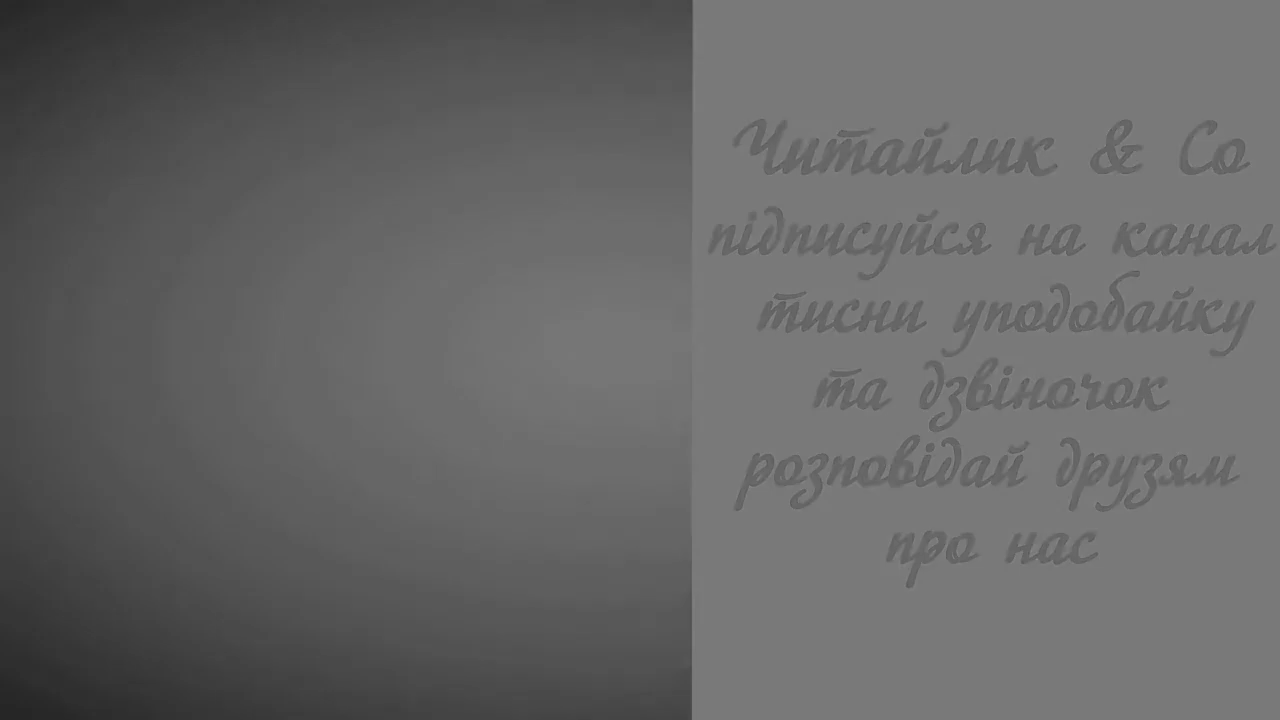 Читайлик & Co
підписуйся на канал
тисни уподобайку
та дзвіночок
розповідай друзям
про нас